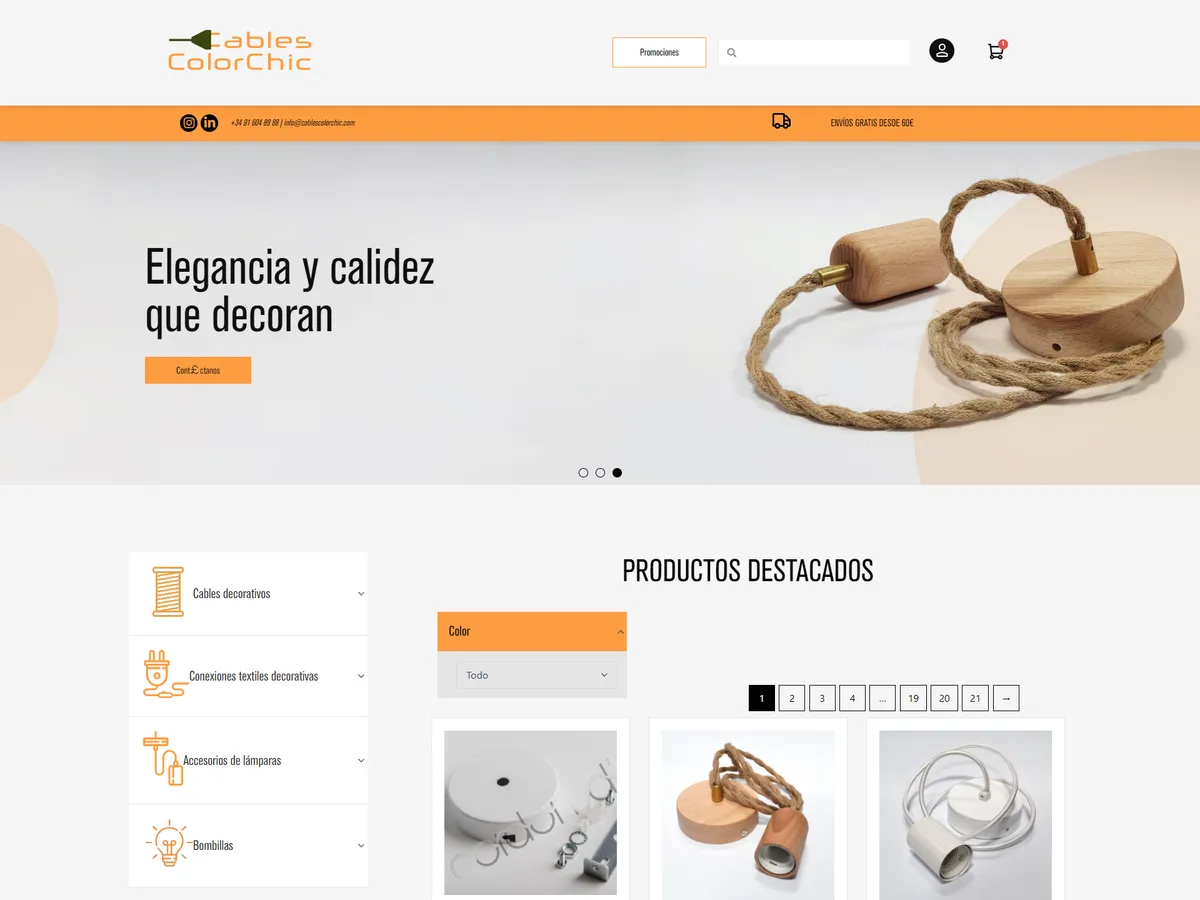 Cables
ColorChic
Promociones
1
+34 91 604 89 88 | info@cablescolorchic.com
ENVÍOS GRATIS DESDE 60€
Elegancia y calidez
que decoran
Cont£ctanos
Cables decorativos
Conexiones textiles decorativas
Accesorios de lámparas
Bombillas
PRODUCTOS DESTACADOS
Color
Todo
1 2 3 4 … 19 20 21 →